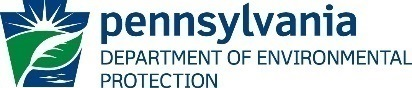 pennsylvania
DEPARTMENT OF ENVIRONMENTAL
PROTECTION